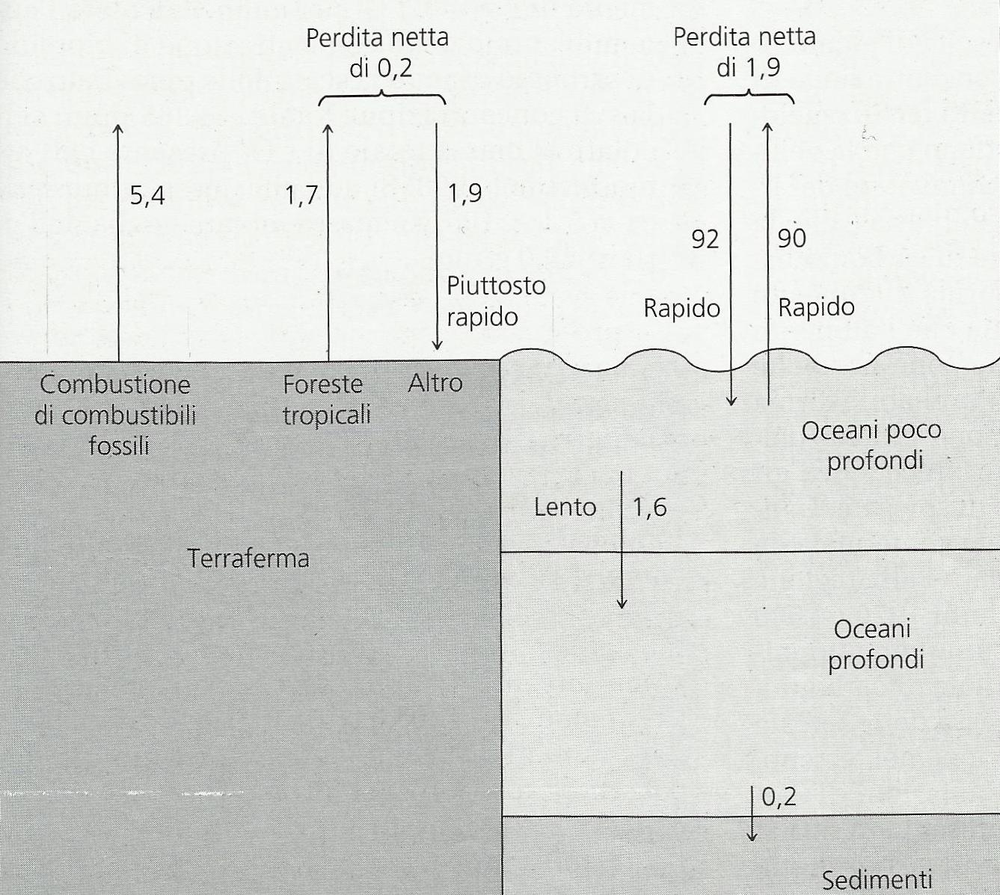 Perdita netta
di 0,2
Perdita netta
di 1,9
5,4
1,7
1,9
92
90
Piuttosto
rapido
Rapido
Rapido
Combustione
di combustibili
fossili
Foreste
tropicali
Altro
Oceani poco
profondi
Lento
1,6
Terraferma
Oceani
profondi
0,2
Sedimenti